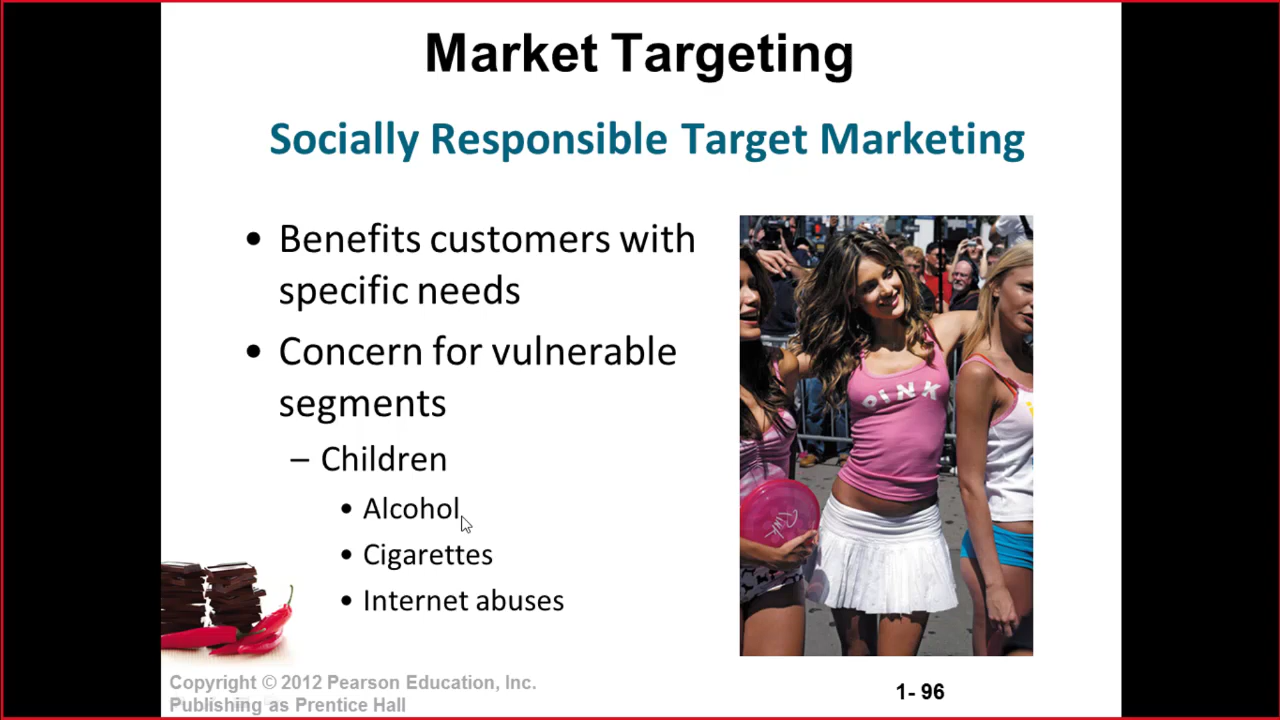 Market Targeting
Socially Responsible Target Marketing
• Benefits customers with
specific needs
• Concern for vulnerable
segments
– Children
• Alcohol
• Cigarettes
• Internet abuses
PINK
Pink
Copyright © 2012 Pearson Education, Inc.
Publishing as Prentice Hall
1- 96